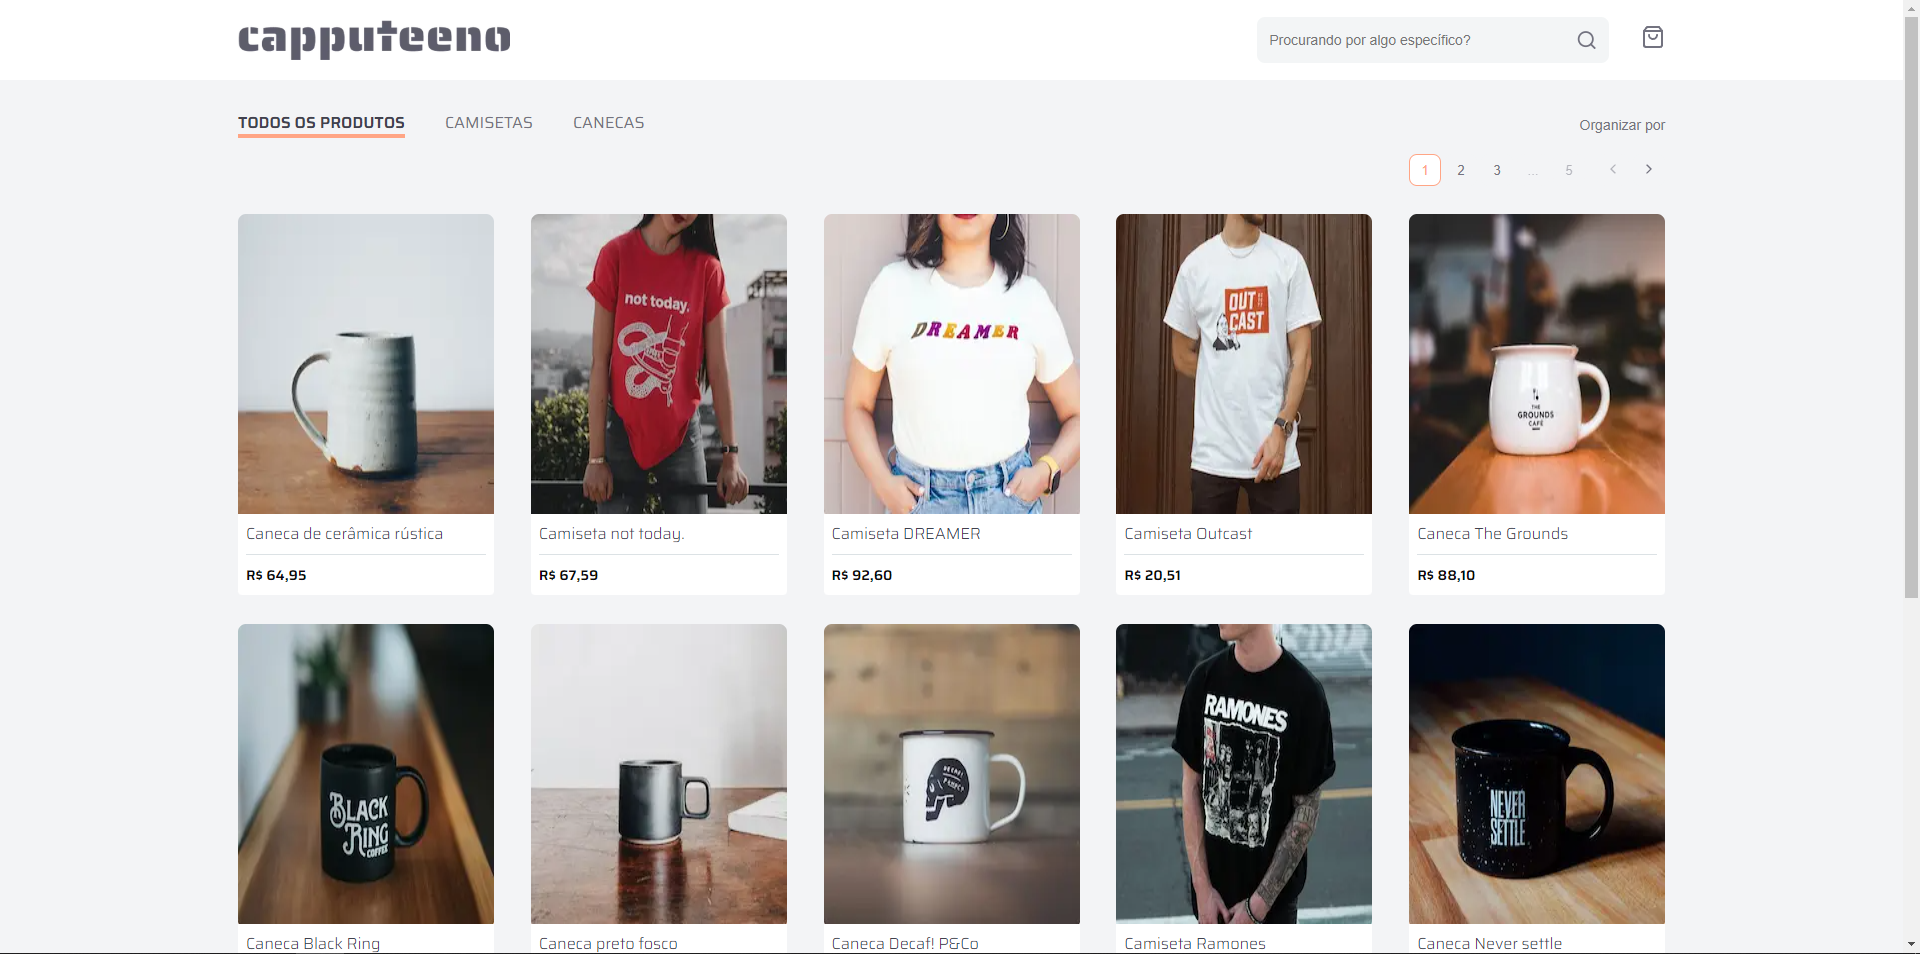 capputeeno
Procurando por algo específico?
TODOS OS PRODUTOS
CAMISETAS
CANECAS
Organizar por
1 2 3 ... 5
not today.
DREAMER
OUT
CAST
THE
GROUNDS
CAFÉ
Caneca de cerâmica rústica
Camiseta not today.
Camiseta DREAMER
Camiseta Outcast
Caneca The Grounds
R$ 64,95
R$ 67,59
R$ 92,60
R$ 20,51
R$ 88,10
BLACK
RING
COFFEE
DECAF!
RAMONES
NEVER
SETTLE
Caneca Black Ring
Caneca preto fosco
Caneca Decaf! P&Co
Camiseta Ramones
Caneca Never settle